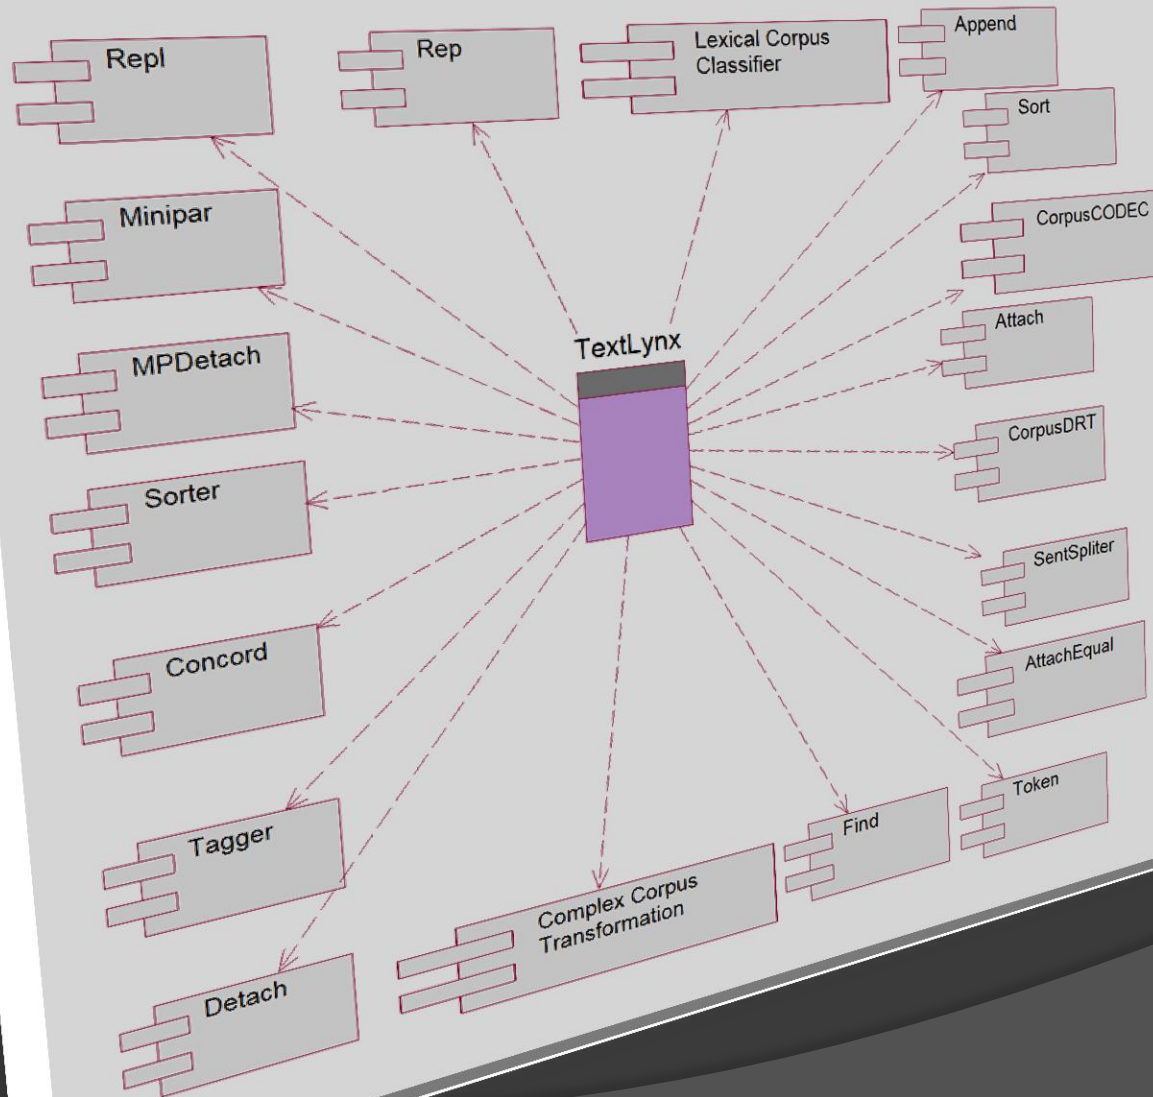 Repl
Rep
Lexical Corpus
Classifier
Append
Sort
Minipar
CorpusCODEC
Attach
TextLynx
MPDetach
CorpusDRT
Sorter
SentSpliter
Concord
AttachEqual
Token
Tagger
Find
Complex Corpus
Transformation
Detach